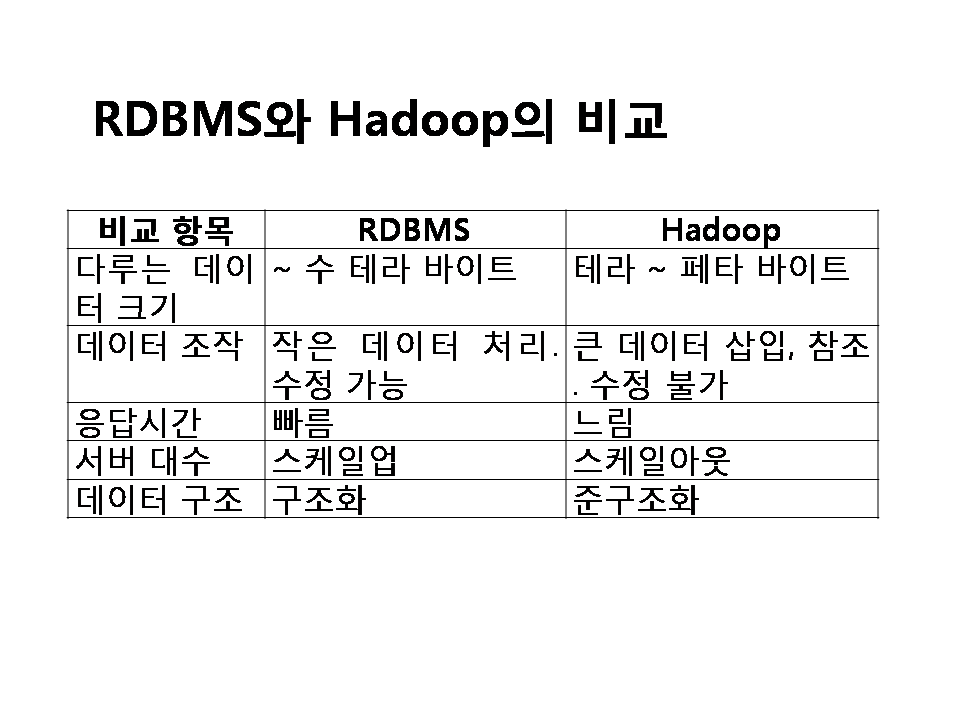 RDBMS와 Hadoop의 비교
비교 항목 RDBMS Hadoop
다루는 데이 ~ 수 테라 바이트 테라 ~ 페타 바이트
터 크기
데이터 조작 작은 데이터 처리. 큰 데이터 삽입, 참조
수정 가능 . 수정 불가
응답시간 빠름 느림
서버 대수 스케일업 스케일아웃
데이터 구조 구조화 준구조화